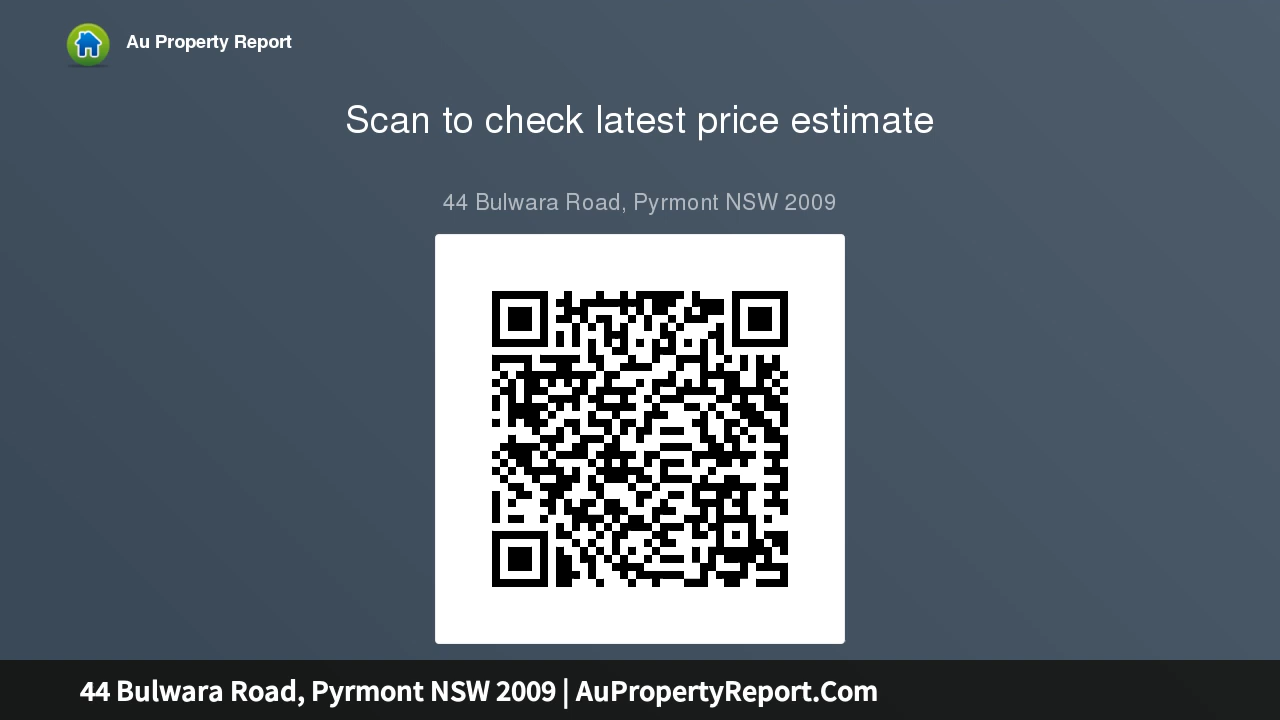 Au Property Report
Scan to check latest price estimate
44 Bulwara Road, Pyrmont NSW 2009
44 Bulwara Road, Pyrmont NSW 2009 | AuPropertyReport.Com